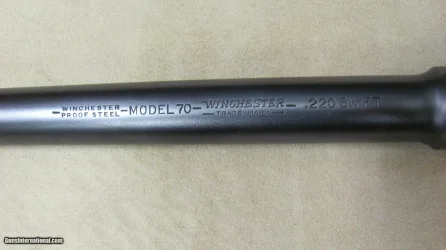 -WINCHESTER PROOF STEEL-MODEL 70-WINCHESTER TRADE MARK- .220 SWIFT
GunsInternational.com